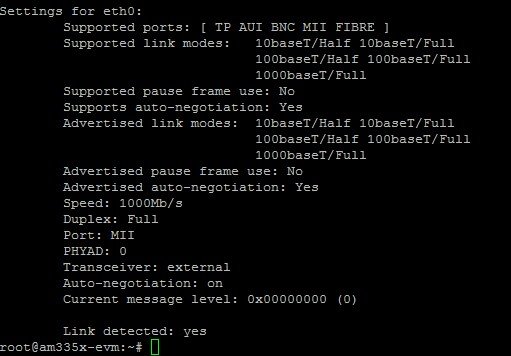 Settings for eth0:
Supported ports: [ TP AUI BNC MII FIBRE ]
Supported link modes: 10baseT/Half 10baseT/Full
100baseT/Half 100baseT/Full
1000baseT/Full
Supported pause frame use: No
Supports auto-negotiation: Yes
Advertised link modes: 10baseT/Half 10baseT/Full
100baseT/Half 100baseT/Full
1000baseT/Full
Advertised pause frame use: No
Advertised auto-negotiation: Yes
Speed: 1000Mb/s
Duplex: Full
Port: MII
PHYAD: 0
Transceiver: external
Auto-negotiation: on
Current message level: 0x00000000 (0)
Link detected: yes
root@am335x-evm:~#